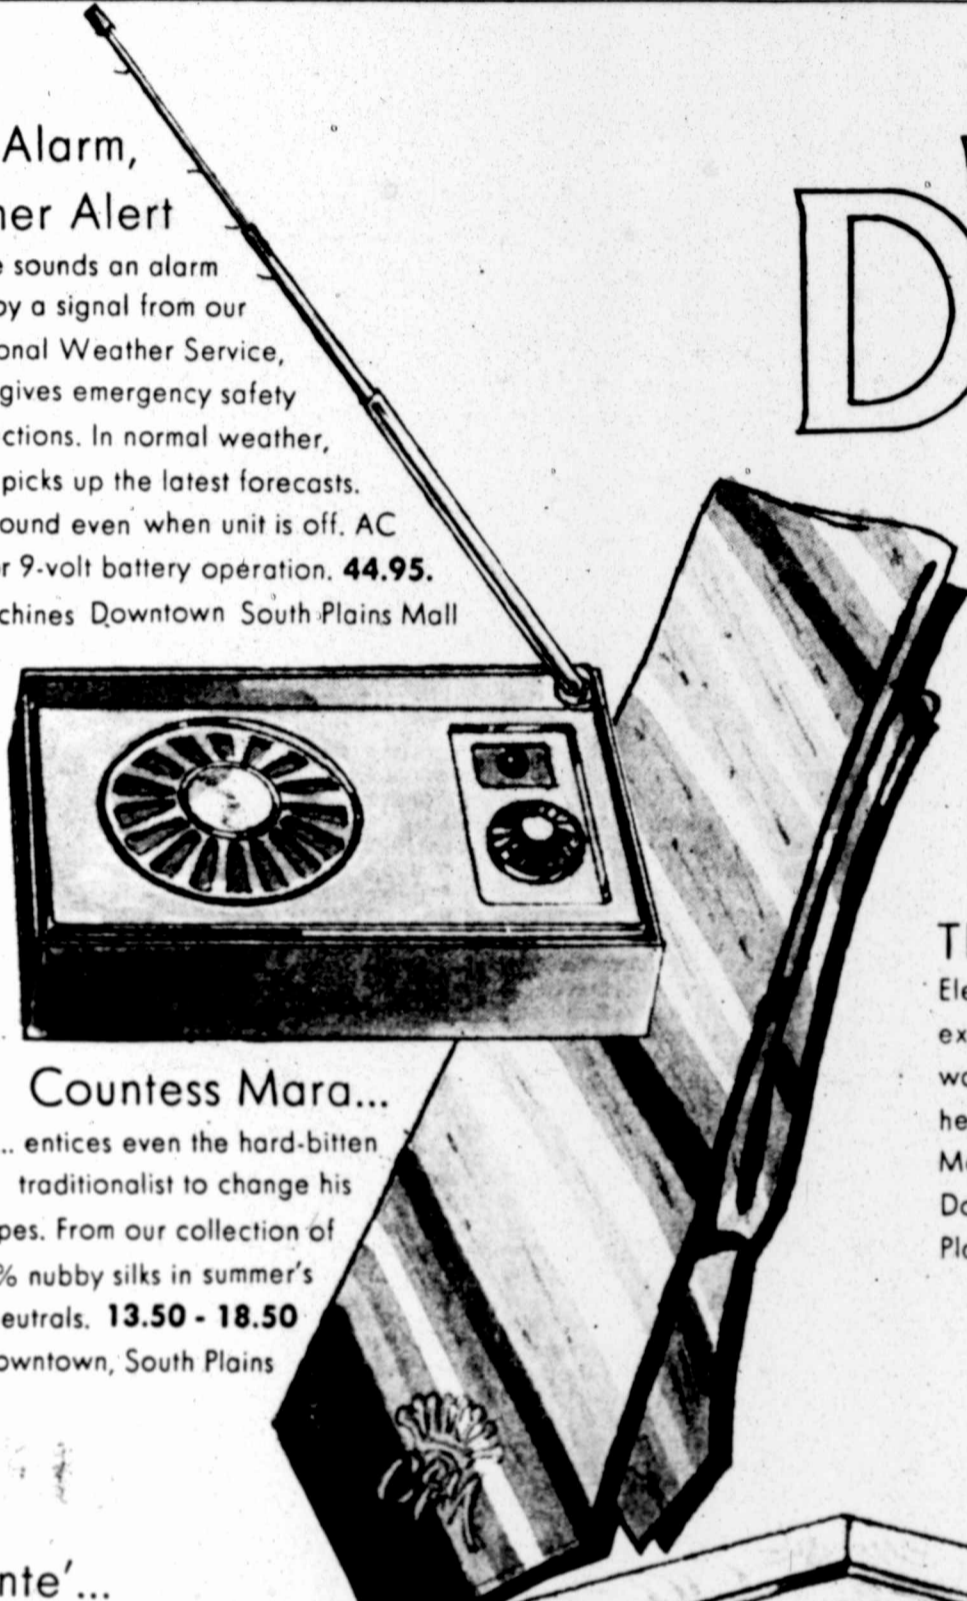 Alarm,
her Alert
e sounds an alarm
by a signal from our
onal Weather Service,
gives emergency safety
ctions. In normal weather,
picks up the latest forecasts.
ound even when unit is off. AC
r 9-volt battery operation. 44.95.
chines Downtown South Plains Mall
D
Countess Mara...
... entices even the hard-bitten
traditionalist to change his
pes. From our collection of
% nubby silks in summer's
eutrals. 13.50 - 18.50
owntown, South Plains
nte'...
Th
Ele
ex
wa
he
Ma
Do
Pla